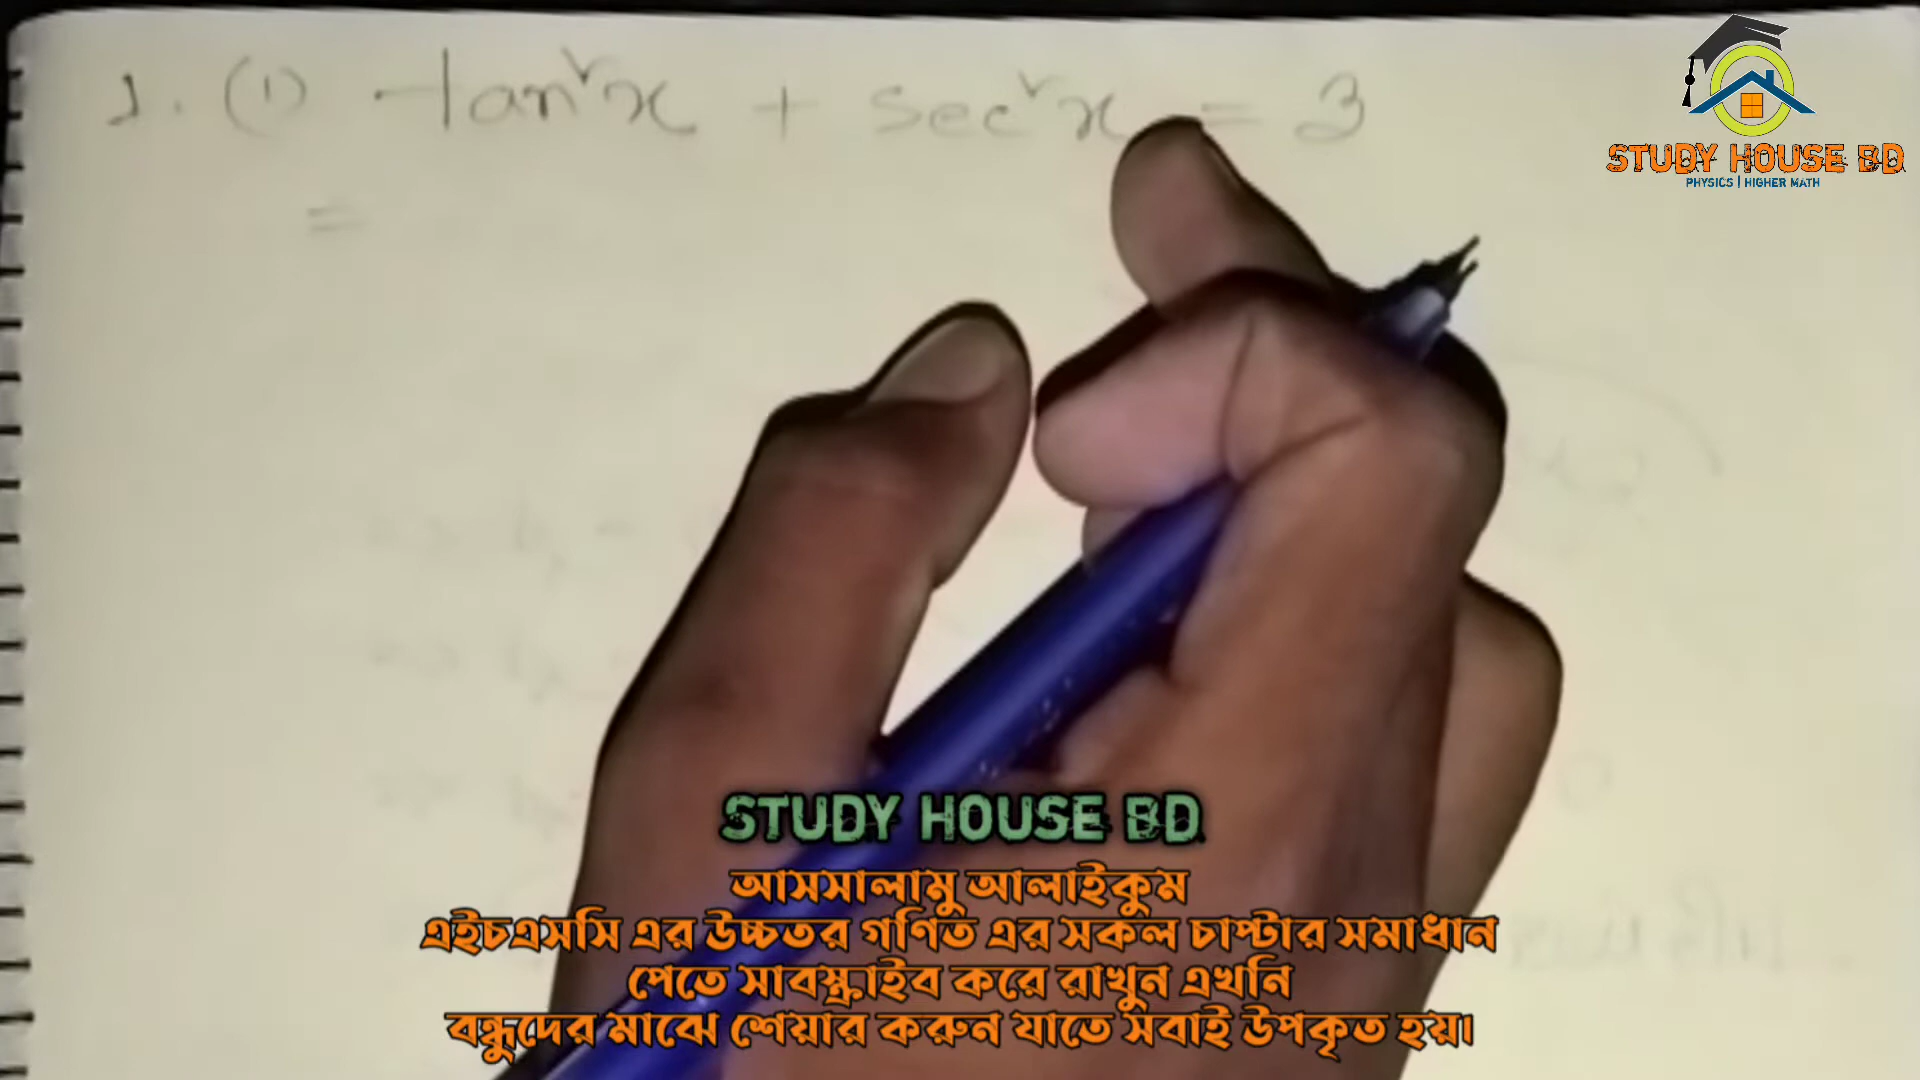 1. (1) tan²x + sec²x = 3
=
STUDY HOUSE BD
PHYSICS | HIGHER MATH
STUDY HOUSE BD
আসসালামু আলাইকুম
এইচএসসি এর উচ্চতর গণিত এর সকল চাপ্টার সমাধান
পেতে সাবস্ক্রাইব করে রাখুন এখনি
বন্ধুদের মাঝে শেয়ার করুন যাতে সবাই উপকৃত হয়।